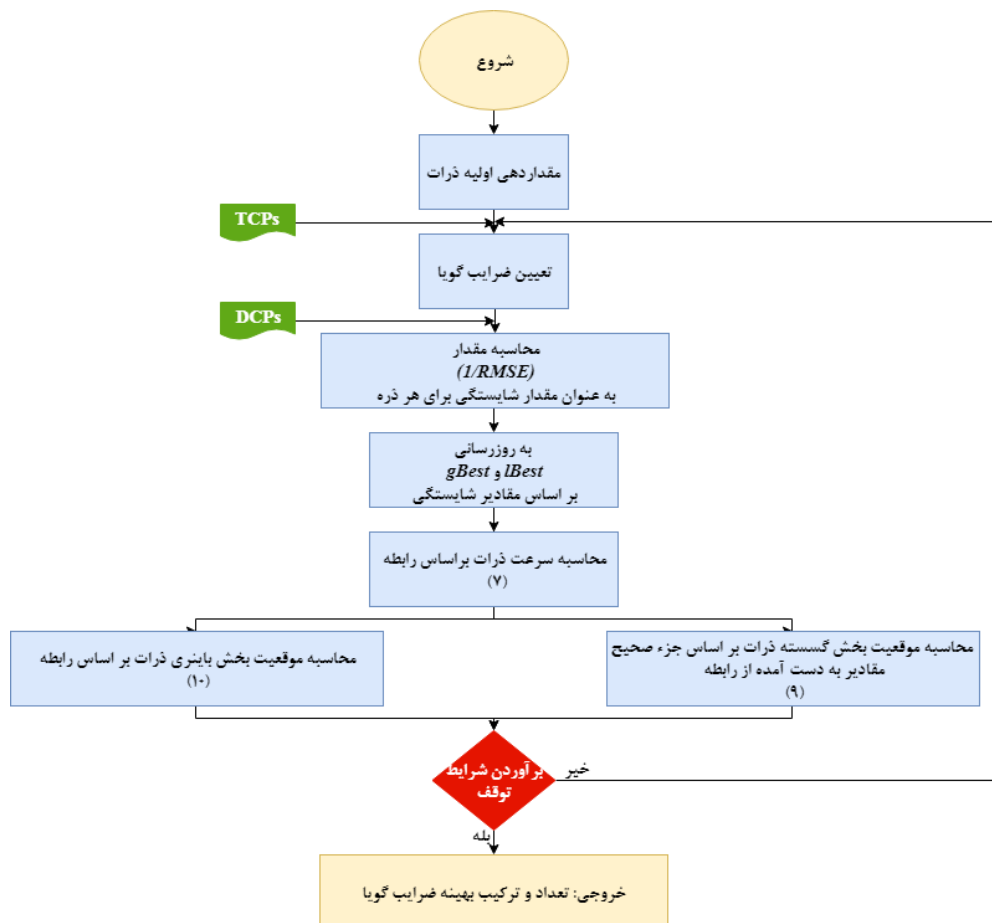 شروع
مقداردهی اولیه ذرات
TCPs
تعیین ضرایب گویا
DCPs
محاسبه مقدار
(1/RMSE)
به عنوان مقدار شایستگی برای هر ذره
به روزرسانی
gBest و lBest
بر اساس مقادیر شایستگی
محاسبه سرعت ذرات براساس رابطه
(۷)
محاسبه موقعیت بخش گسسته ذرات بر اساس جزء صحیح
مقادیر به دست آمده از رابطه
(۹)
محاسبه موقعیت بخش باینری ذرات بر اساس رابطه
(۱۰)
برآوردن شرایط
توقف
خیر
بله
خروجی: تعداد و ترکیب بهینه ضرایب گویا